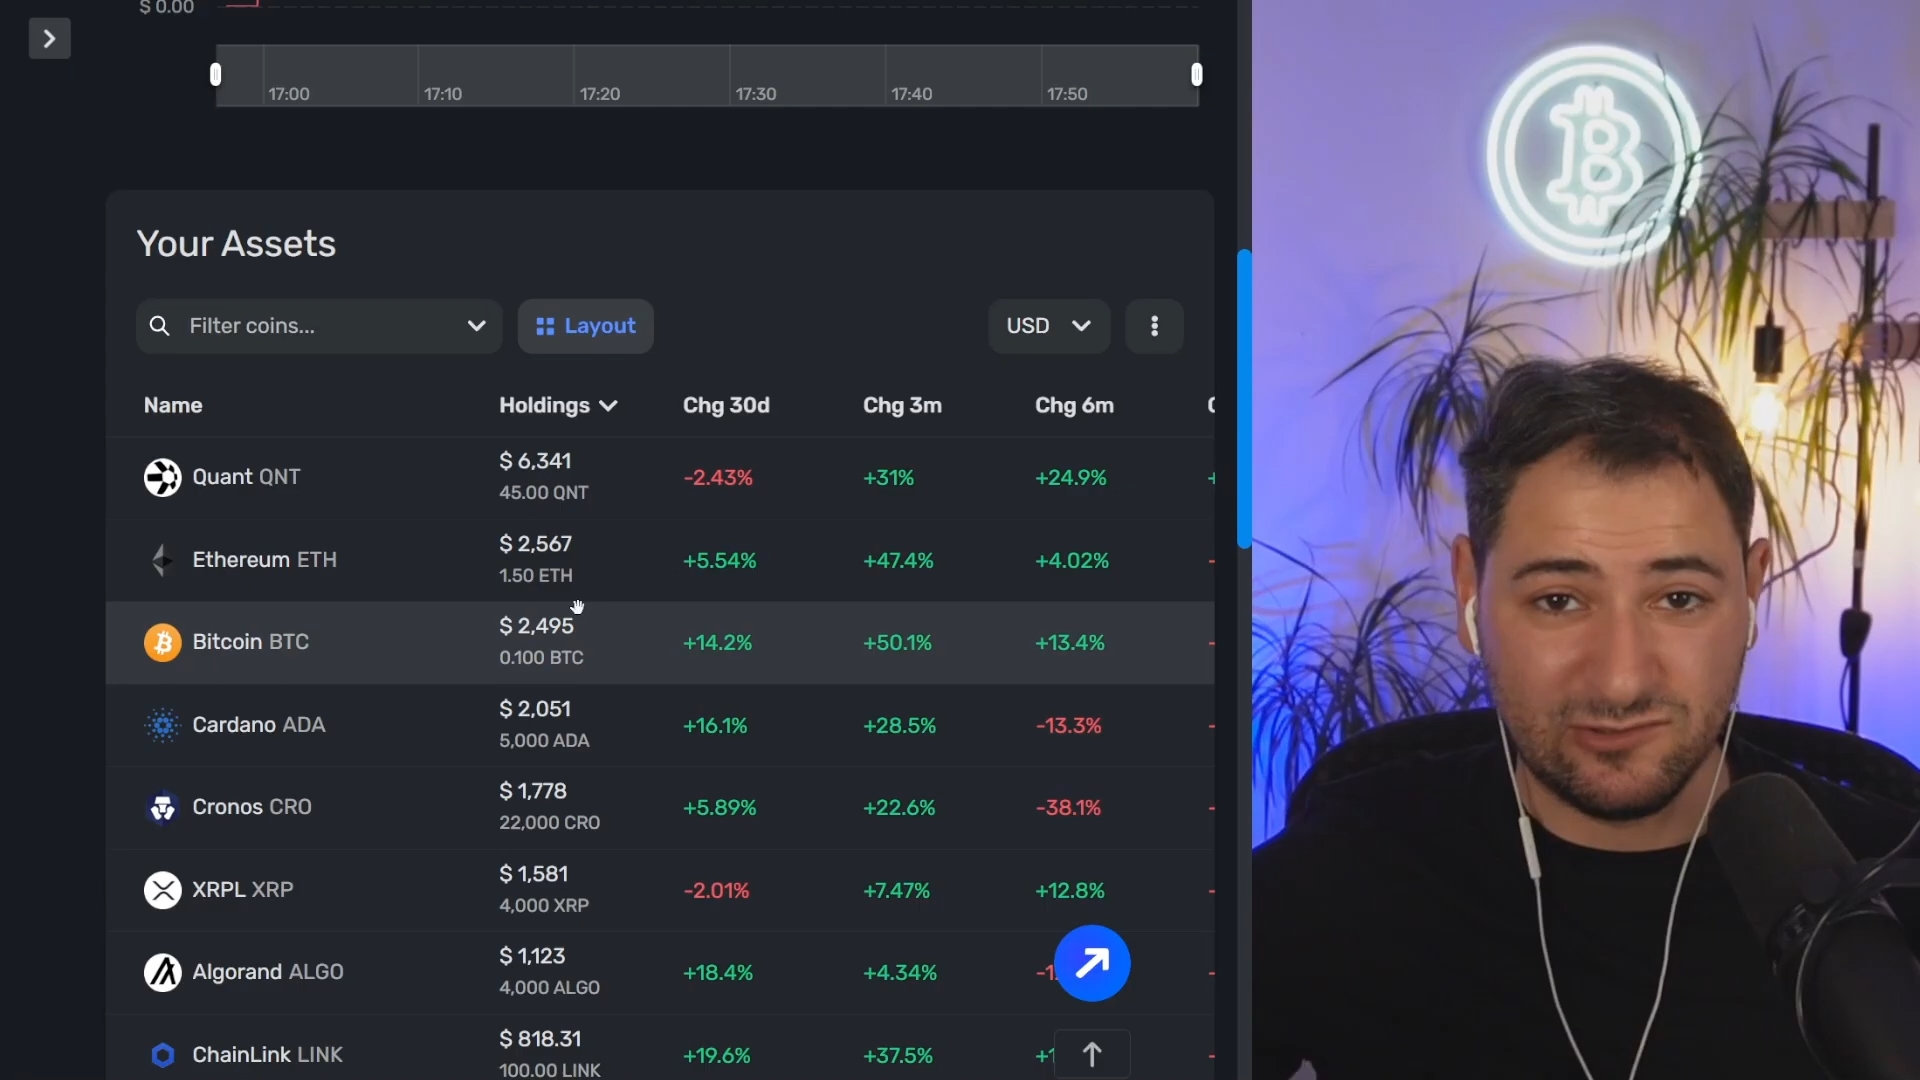 $ 0.00
17:00 17:10 17:20 17:30 17:40 17:50
Your Assets
Filter coins... Layout USD
Name Holdings Chg 30d Chg 3m Chg 6m
Quant QNT $ 6,341 -2.43% +31% +24.9%
45.00 QNT
Ethereum ETH $ 2,567 +5.54% +47.4% +4.02%
1.50 ETH
Bitcoin BTC $ 2,495 +14.2% +50.1% +13.4%
0.100 BTC
Cardano ADA $ 2,051 +16.1% +28.5% -13.3%
5,000 ADA
Cronos CRO $ 1,778 +5.89% +22.6% -38.1%
22,000 CRO
XRPL XRP $ 1,581 -2.01% +7.47% +12.8%
4,000 XRP
Algorand ALGO $ 1,123 +18.4% +4.34%
4,000 ALGO
ChainLink LINK $ 818.31 +19.6% +37.5%
100.00 LINK